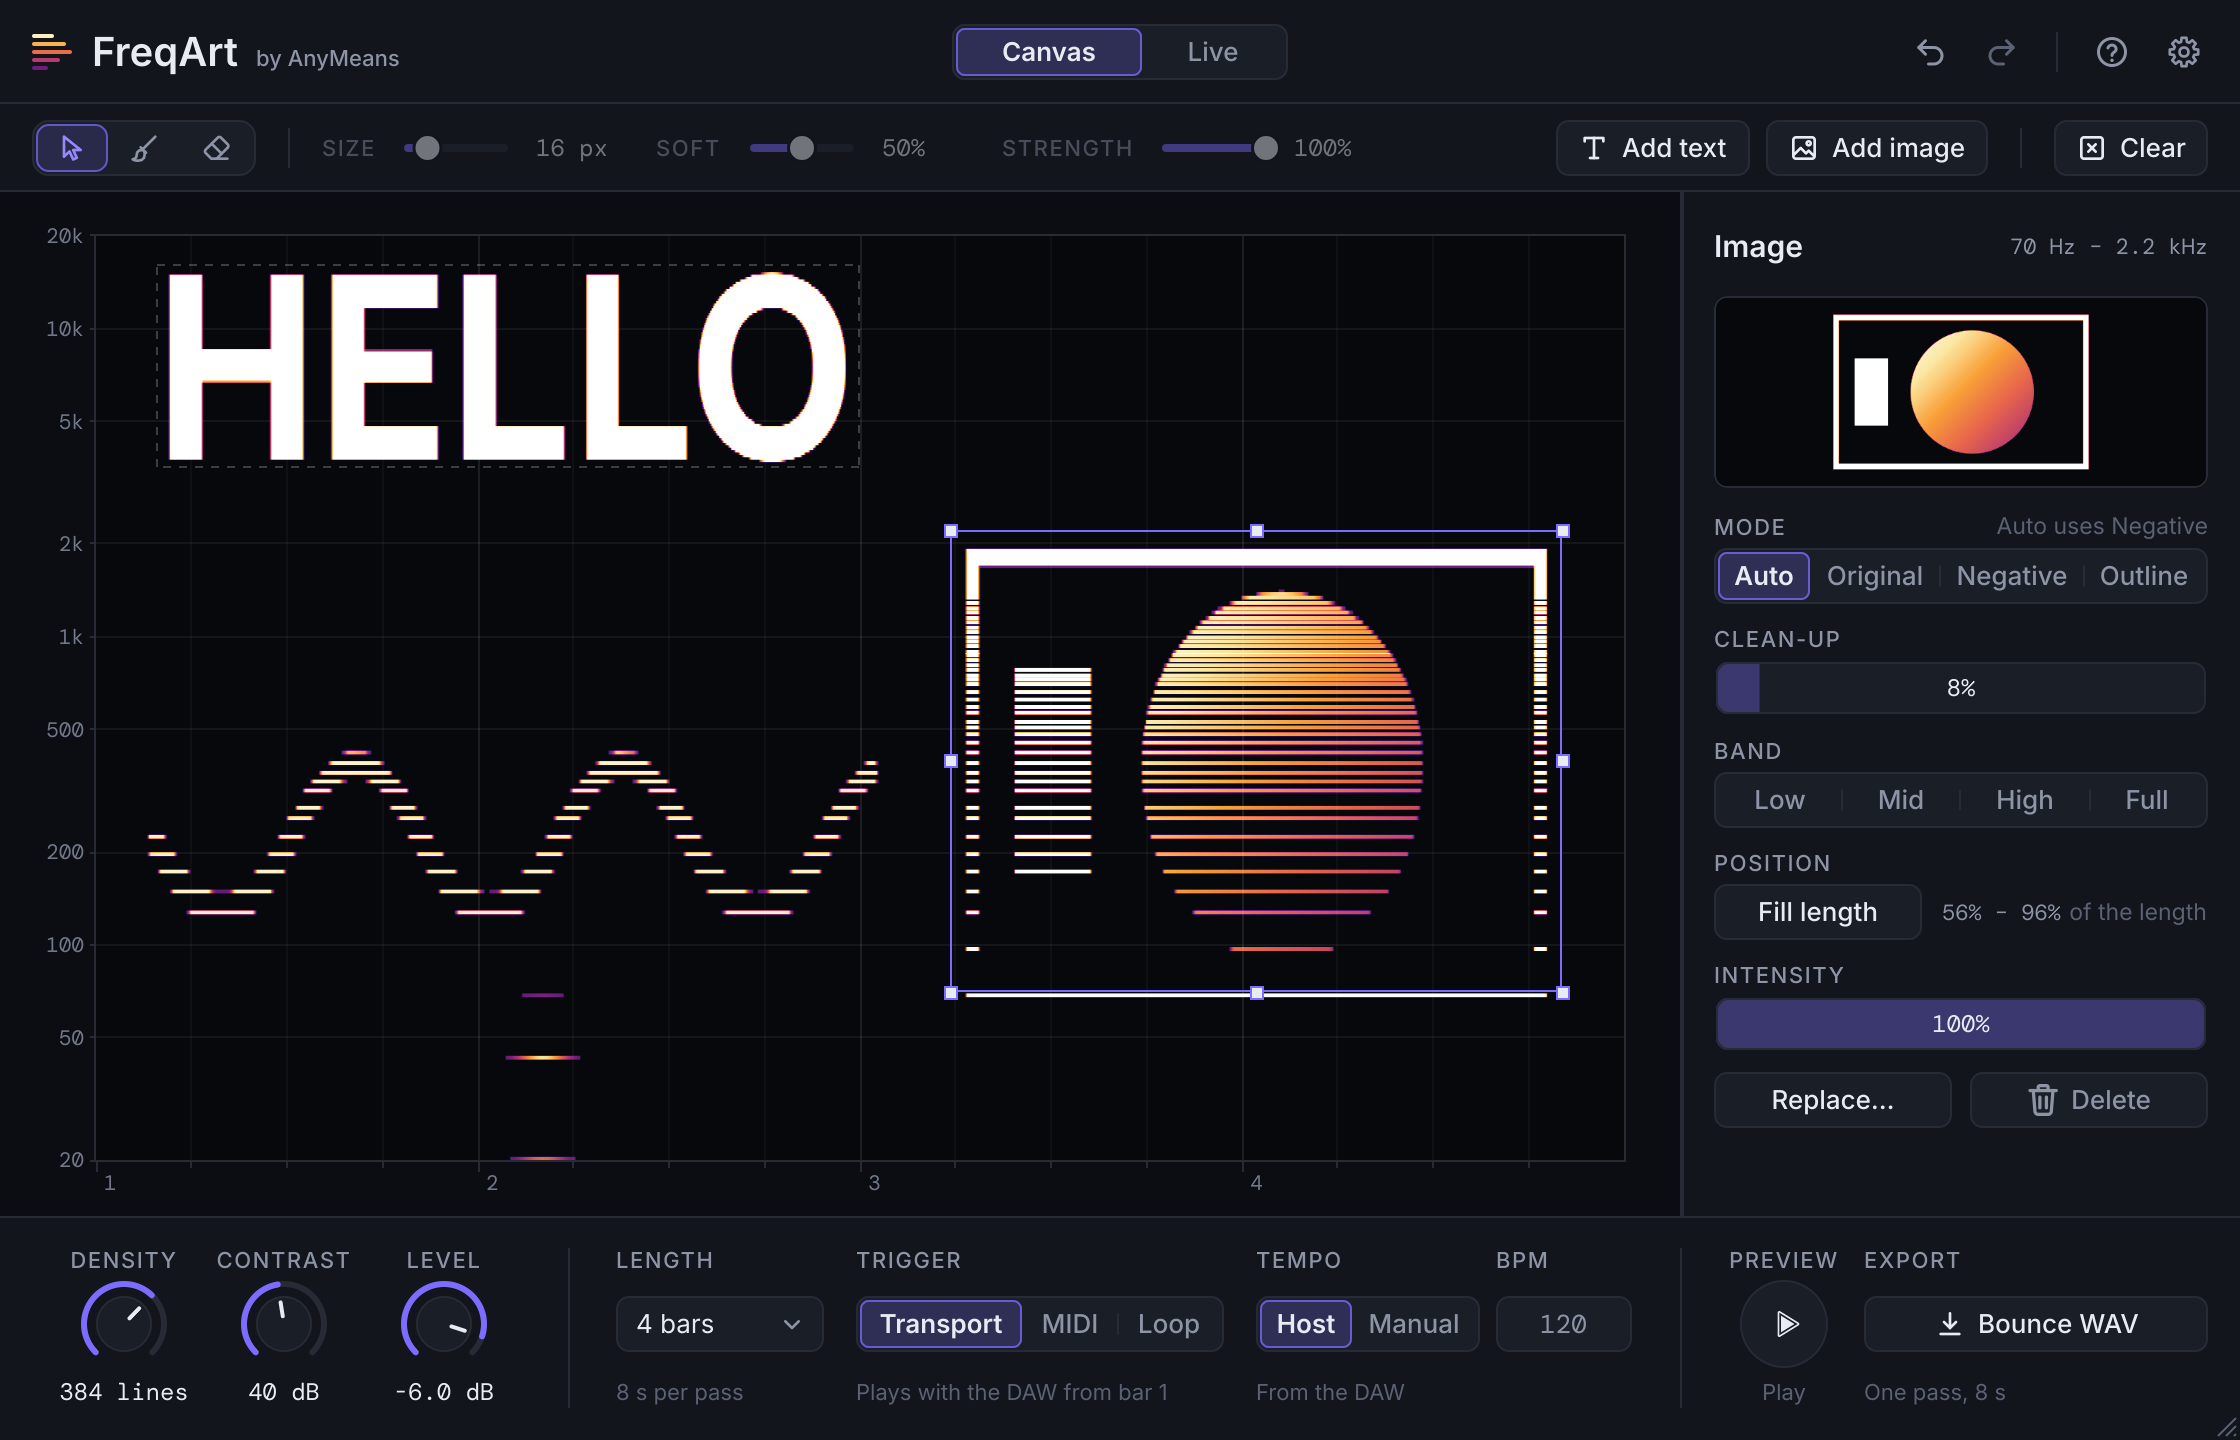 FreqArt by AnyMeans
Canvas Live
SIZE 16 px SOFT 50% STRENGTH 100%
Add text Add image Clear
20k
10k
5k
2k
1k
500
200
100
50
20
1 2 3 4
HELLO
Image 70 Hz – 2.2 kHz
MODE Auto uses Negative
Auto Original Negative Outline
CLEAN-UP
8%
BAND
Low Mid High Full
POSITION
Fill length 56% – 96% of the length
INTENSITY
100%
Replace... Delete
DENSITY CONTRAST LEVEL LENGTH TRIGGER TEMPO BPM PREVIEW EXPORT
4 bars Transport MIDI Loop Host Manual 120 Bounce WAV
384 lines 40 dB -6.0 dB 8 s per pass Plays with the DAW from bar 1 From the DAW Play One pass, 8 s